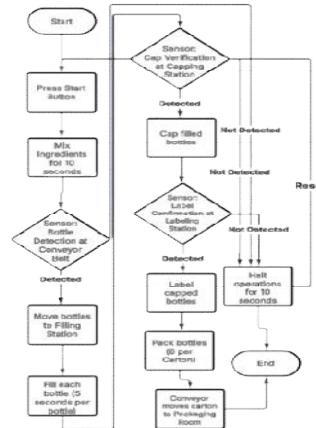 Start
Press Start
Button
Mix
Ingredients
for 10
seconds
Sensor:
Bottle
Detection at
Conveyor
Belt
Detected
Move bottles
to Filling
Station
Fill each
bottle (5
seconds per
bottle)
Sensor:
Cap Verification
at Capping
Station
Detected
Cap filled
bottles
Not Detected
Not Detected
Sensor:
Label
at
Labeling
Station
Not Detected
Detected
Label
capped
bottles
Pack bottles
per
Carton)
Conveyor
moves carton
to Packaging
Room
Halt
operations
for 10
seconds
End
Res